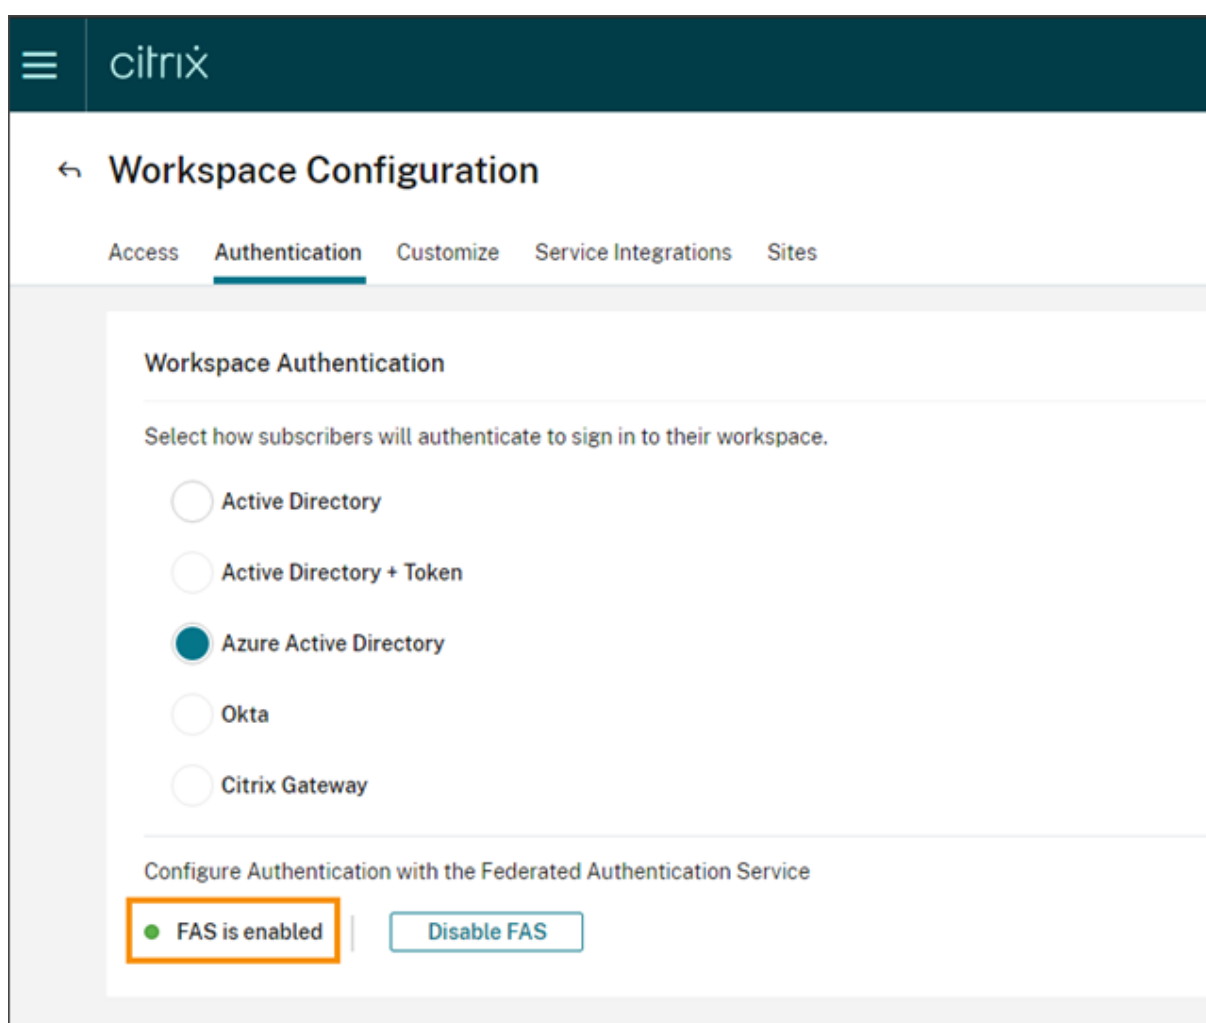 citrix
Workspace Configuration
Access Authentication Customize Service Integrations Sites
Workspace Authentication
Select how subscribers will authenticate to sign in to their workspace.
Active Directory
Active Directory + Token
Azure Active Directory
Okta
Citrix Gateway
Configure Authentication with the Federated Authentication Service
FAS is enabled Disable FAS